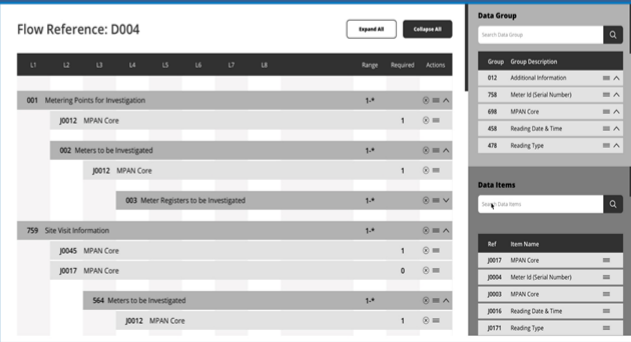 Flow Reference: D004
Expand All
Collapse All
L1 L2 L3 L4 L5 L6 L7 L8 Range Required Actions
001 Metering Points for Investigation 1-*
J0012 MPAN Core 1
002 Meters to be Investigated 1-*
J0012 MPAN Core 1
003 Meter Registers to be Investigated 1-*
759 Site Visit Information 1-*
J0045 MPAN Core 1
J0017 MPAN Core 0
564 Meters to be Investigated 1-*
J0012 MPAN Core 1
Data Group
Search Data Group
Group Group Description
012 Additional Information
758 Meter Id (Serial Number)
698 MPAN Core
458 Reading Date & Time
478 Reading Type
Data Items
Search Data Items
Ref Item Name
J0017 MPAN Core
J0004 Meter Id (Serial Number)
J0003 MPAN Core
J0016 Reading Date & Time
J0171 Reading Type